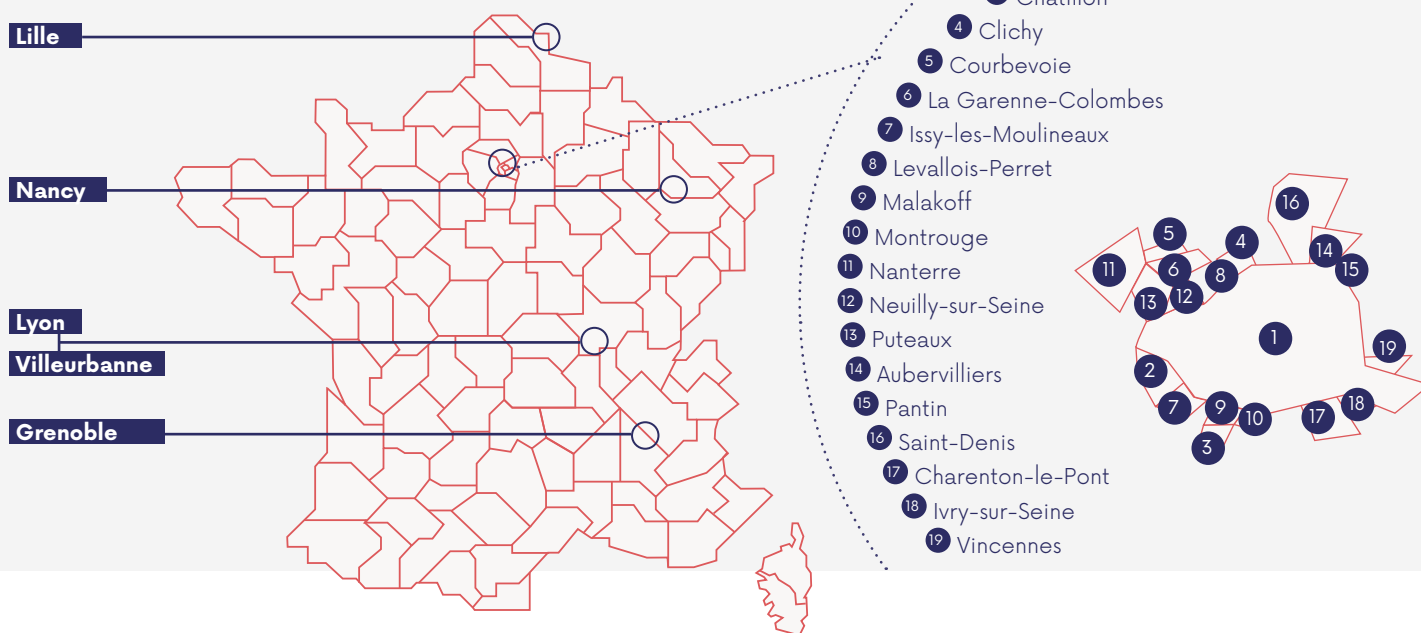 Lille
Nancy
Lyon
Villeurbanne
Grenoble
Châtillon
4 Clichy
5 Courbevoie
6 La Garenne-Colombes
7 Issy-les-Moulineaux
8 Levallois-Perret
9 Malakoff
10 Montrouge
11 Nanterre
12 Neuilly-sur-Seine
13 Puteaux
14 Aubervilliers
15 Pantin
16 Saint-Denis
17 Charenton-le-Pont
18 Ivry-sur-Seine
19 Vincennes
16
5
4
14
11
6
8
15
13
12
1
19
2
7
9
10
17
18
3